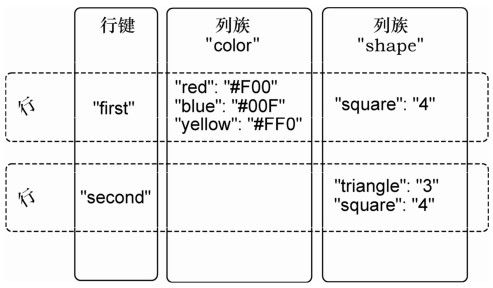 行键
列族
"color"
列族
"shape"
行
"first"
"red": "#F00"
"blue": "#00F"
"yellow": "#FF0"
"square": "4"
行
"second"
"triangle": "3"
"square": "4"